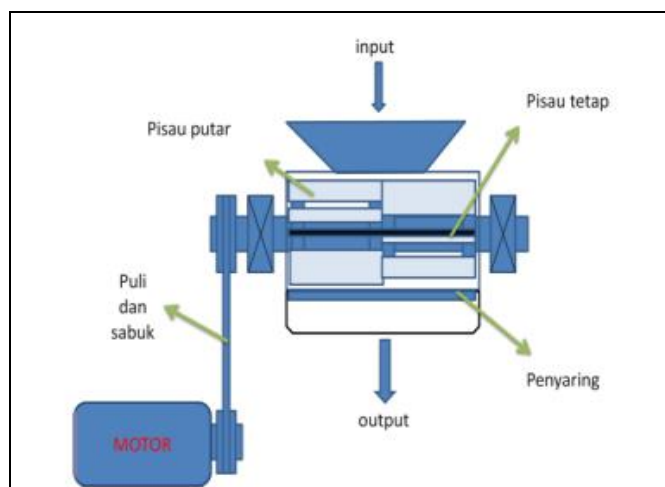 input
Pisau tetap
Pisau putar
Puli
dan
sabuk
Penyaring
output
MOTOR